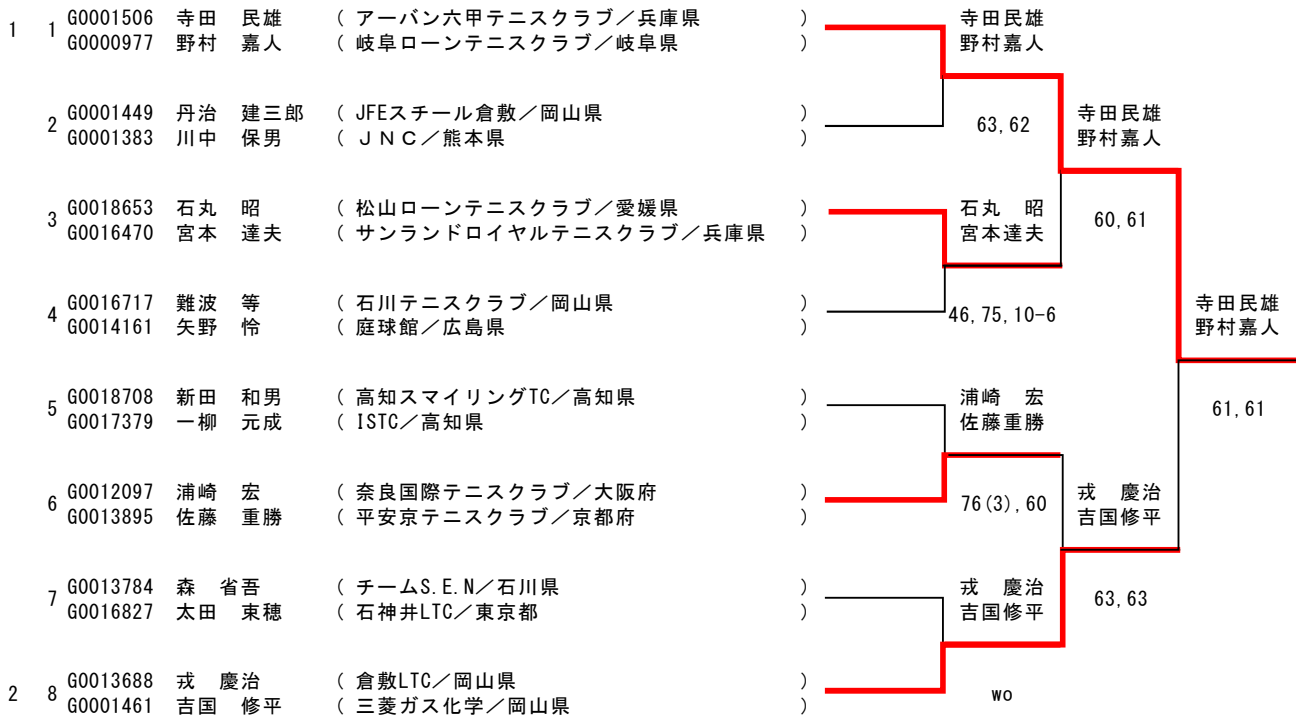 1 1 G0001506 寺田 民雄 ( アーバン六甲テニスクラブ／兵庫県 ) 寺田民雄
G0000977 野村 嘉人 ( 岐阜ローンテニスクラブ／岐阜県 ) 野村嘉人
2 G0001449 丹治 建三郎 ( JFEスチール倉敷／岡山県 ) 63,62 寺田民雄
G0001383 川中 保男 ( ＪＮＣ／熊本県 ) 野村嘉人
3 G0018653 石丸 昭 ( 松山ローンテニスクラブ／愛媛県 ) 石丸 昭 60,61
G0016470 宮本 達夫 ( サンランドロイヤルテニスクラブ／兵庫県 ) 宮本達夫
4 G0016717 難波 等 ( 石川テニスクラブ／岡山県 ) 46,75,10-6 寺田民雄
G0014161 矢野 怜 ( 庭球館／広島県 ) 野村嘉人
5 G0018708 新田 和男 ( 高知スマイリングTC／高知県 ) 浦崎 宏 61,61
G0017379 一柳 元成 ( ISTC／高知県 ) 佐藤重勝
6 G0012097 浦崎 宏 ( 奈良国際テニスクラブ／大阪府 ) 76(3),60 戎 慶治
G0013895 佐藤 重勝 ( 平安京テニスクラブ／京都府 ) 吉国修平
7 G0013784 森 省吾 ( チームS.E.N／石川県 ) 戎 慶治 63,63
G0016827 太田 束穂 ( 石神井LTC／東京都 ) 吉国修平
2 8 G0013688 戎 慶治 ( 倉敷LTC／岡山県 ) wo
G0001461 吉国 修平 ( 三菱ガス化学／岡山県 )